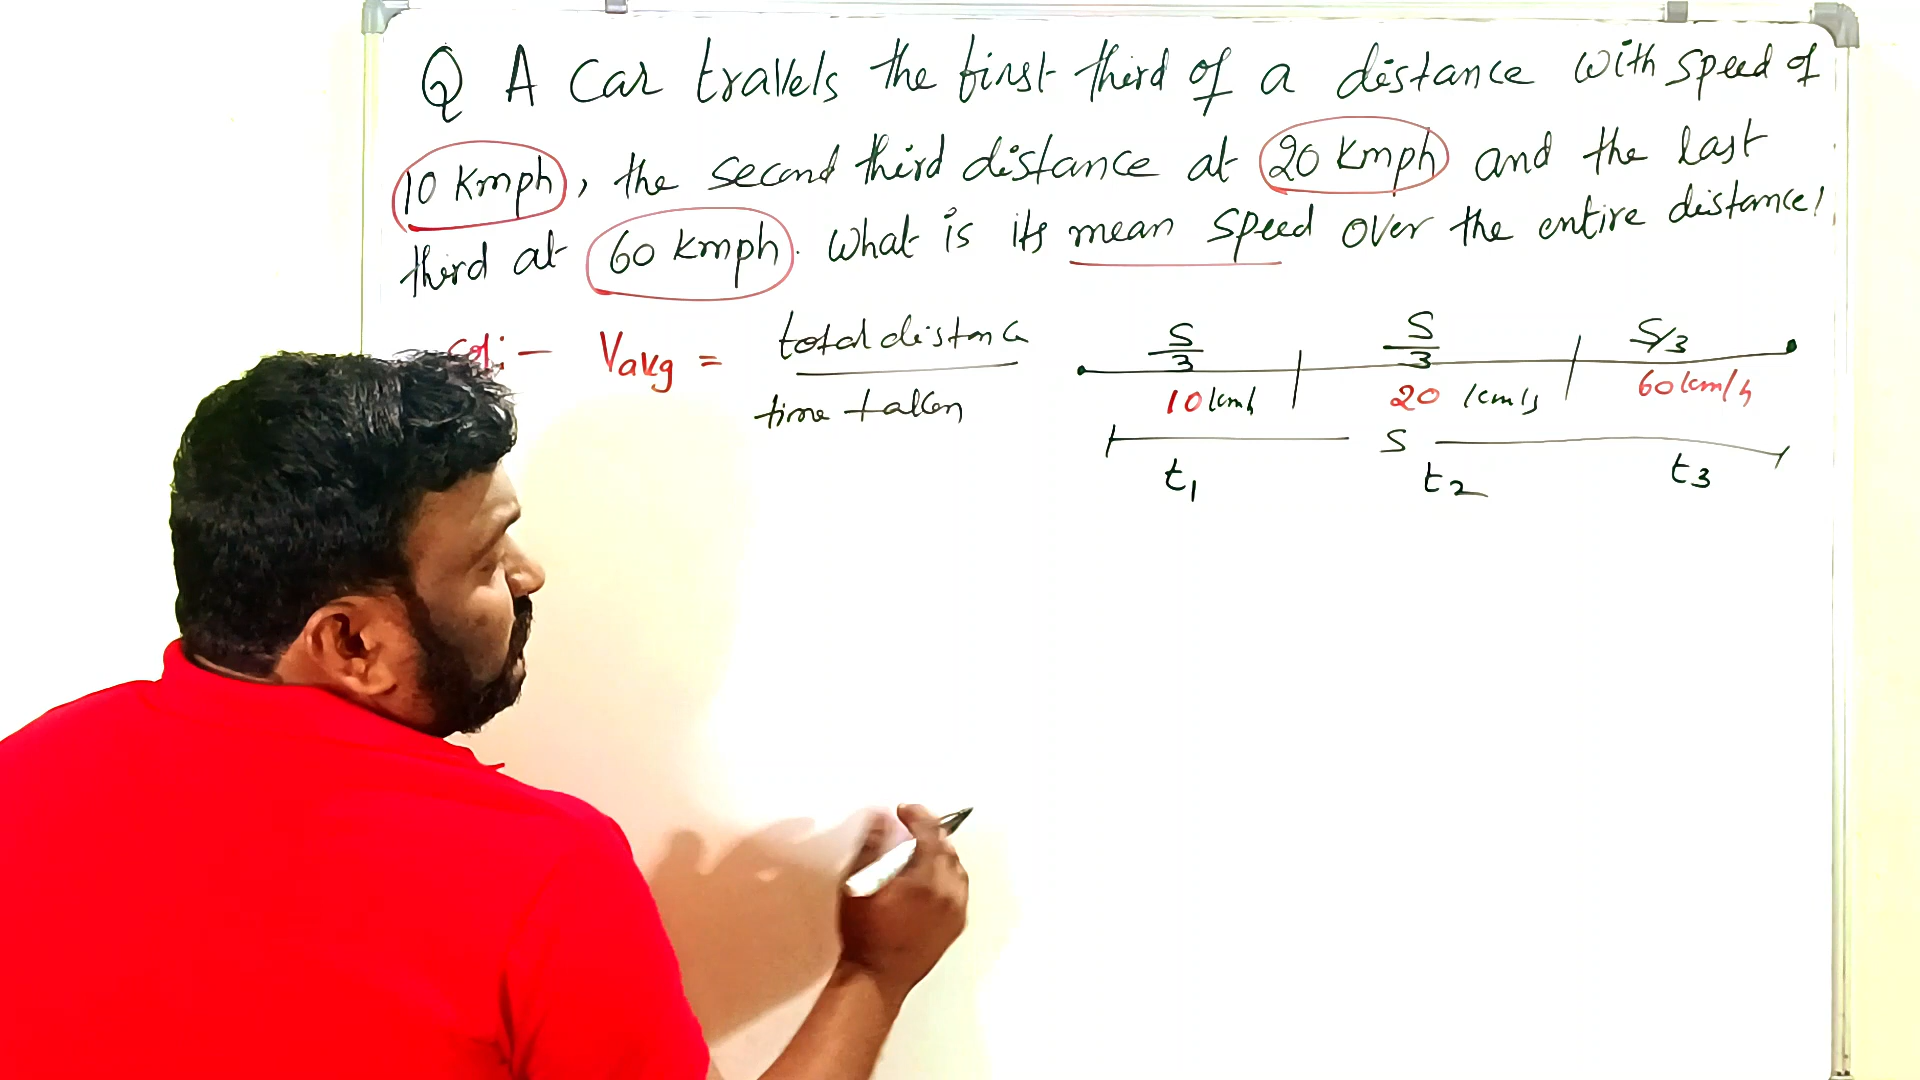 Q A Car travels the first third of a distance with speed of
10 Kmph, the second third distance at 20 Kmph and the last
third at 60 Kmph. What is its mean speed over the entire distance?
Sol:- Vavg = total distance
time taken
S/3 S/3 S/3
10 km/h 20 km/h 60 km/h
S
t1 t2 t3